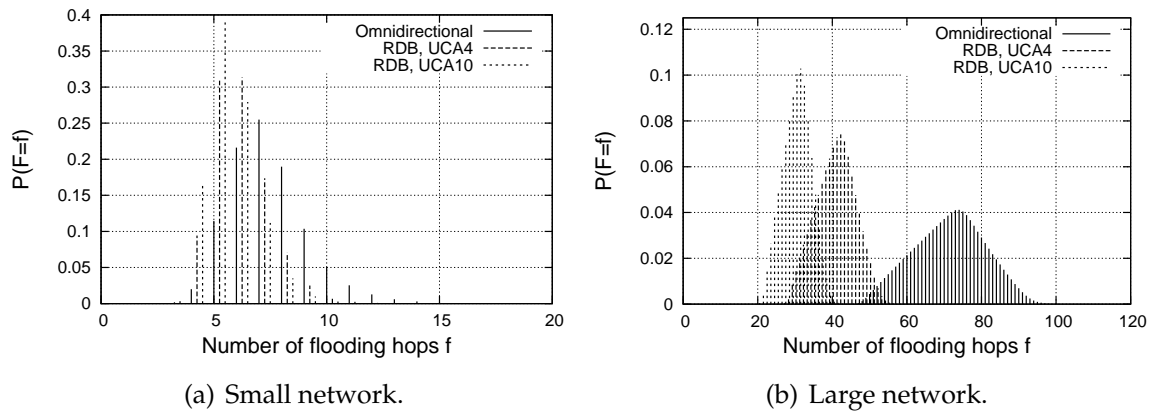 0.4
0.35
0.3
0.25
0.2
0.15
0.1
0.05
0
P(F=f)
Omnidirectional
RDB, UCA4
RDB, UCA10
0 5 10 15 20
Number of flooding hops f
(a) Small network.
0.12
0.1
0.08
0.06
0.04
0.02
0
P(F=f)
Omnidirectional
RDB, UCA4
RDB, UCA10
0 20 40 60 80 100 120
Number of flooding hops f
(b) Large network.